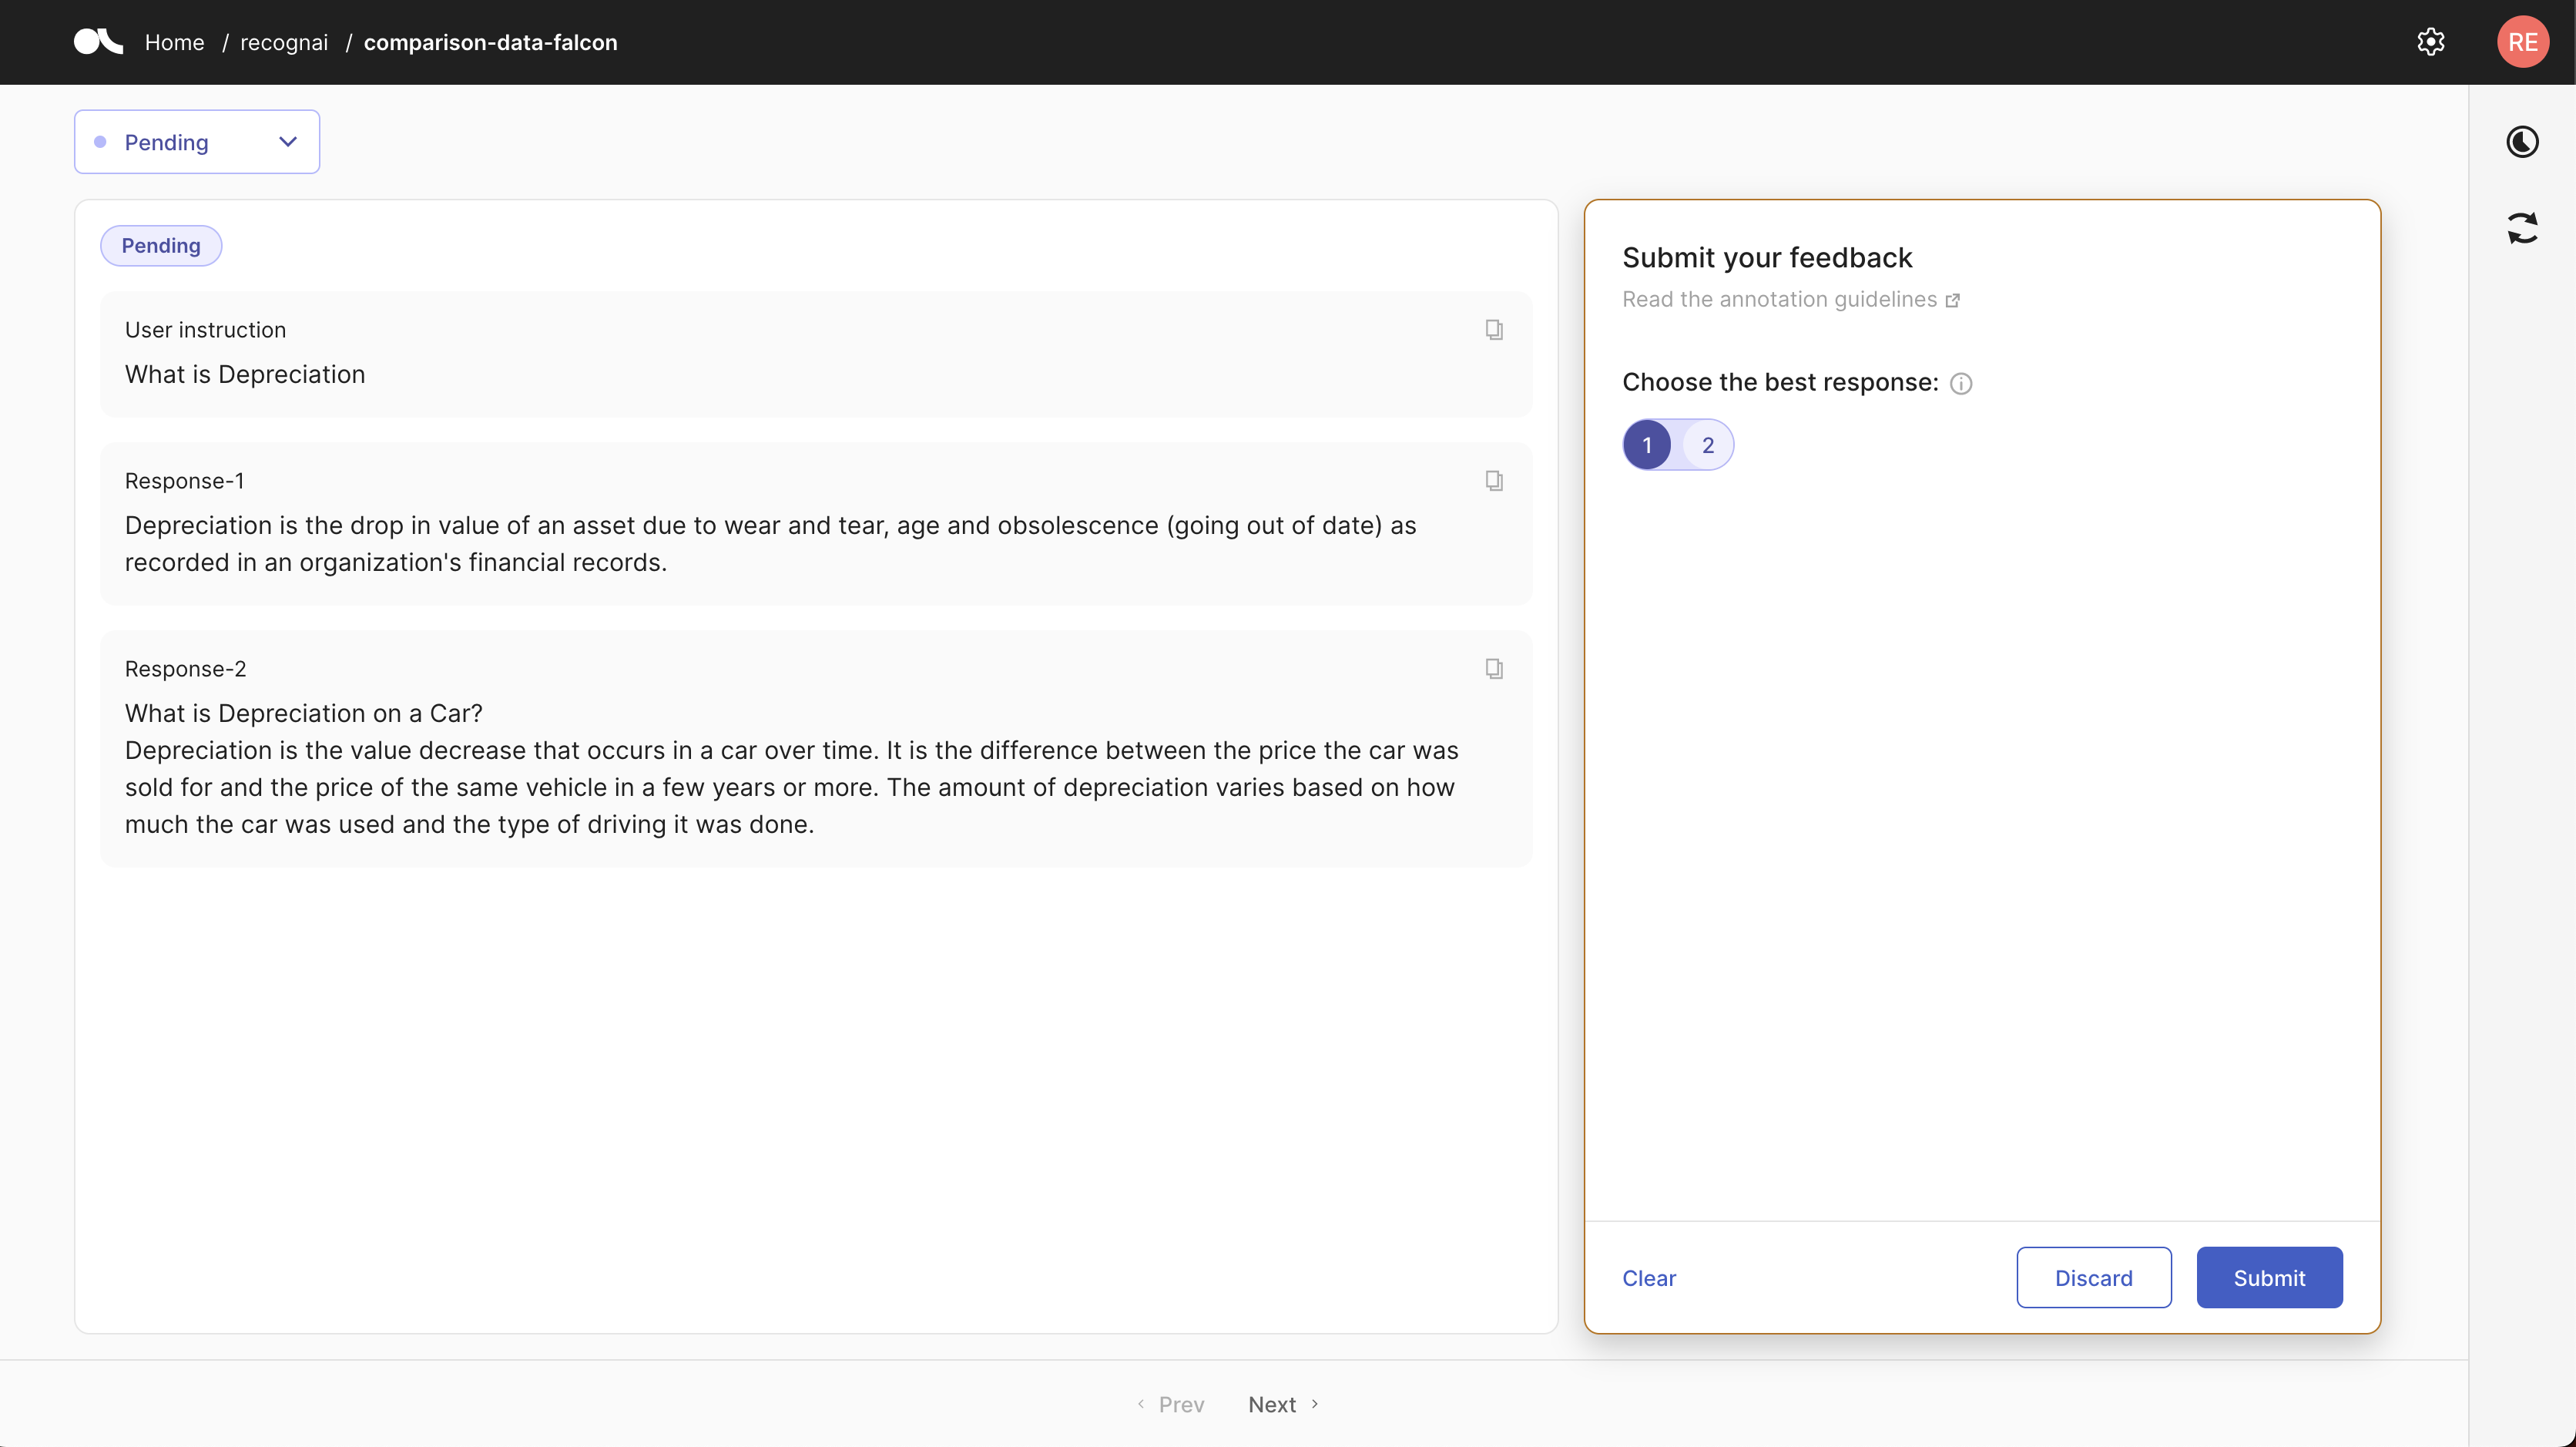 Home / recognai / comparison-data-falcon
RE
Pending
Pending
User instruction
What is Depreciation
Response-1
Depreciation is the drop in value of an asset due to wear and tear, age and obsolescence (going out of date) as
recorded in an organization's financial records.
Response-2
What is Depreciation on a Car?
Depreciation is the value decrease that occurs in a car over time. It is the difference between the price the car was
sold for and the price of the same vehicle in a few years or more. The amount of depreciation varies based on how
much the car was used and the type of driving it was done.
Submit your feedback
Read the annotation guidelines
Choose the best response:
1 2
Clear Discard Submit
Prev Next